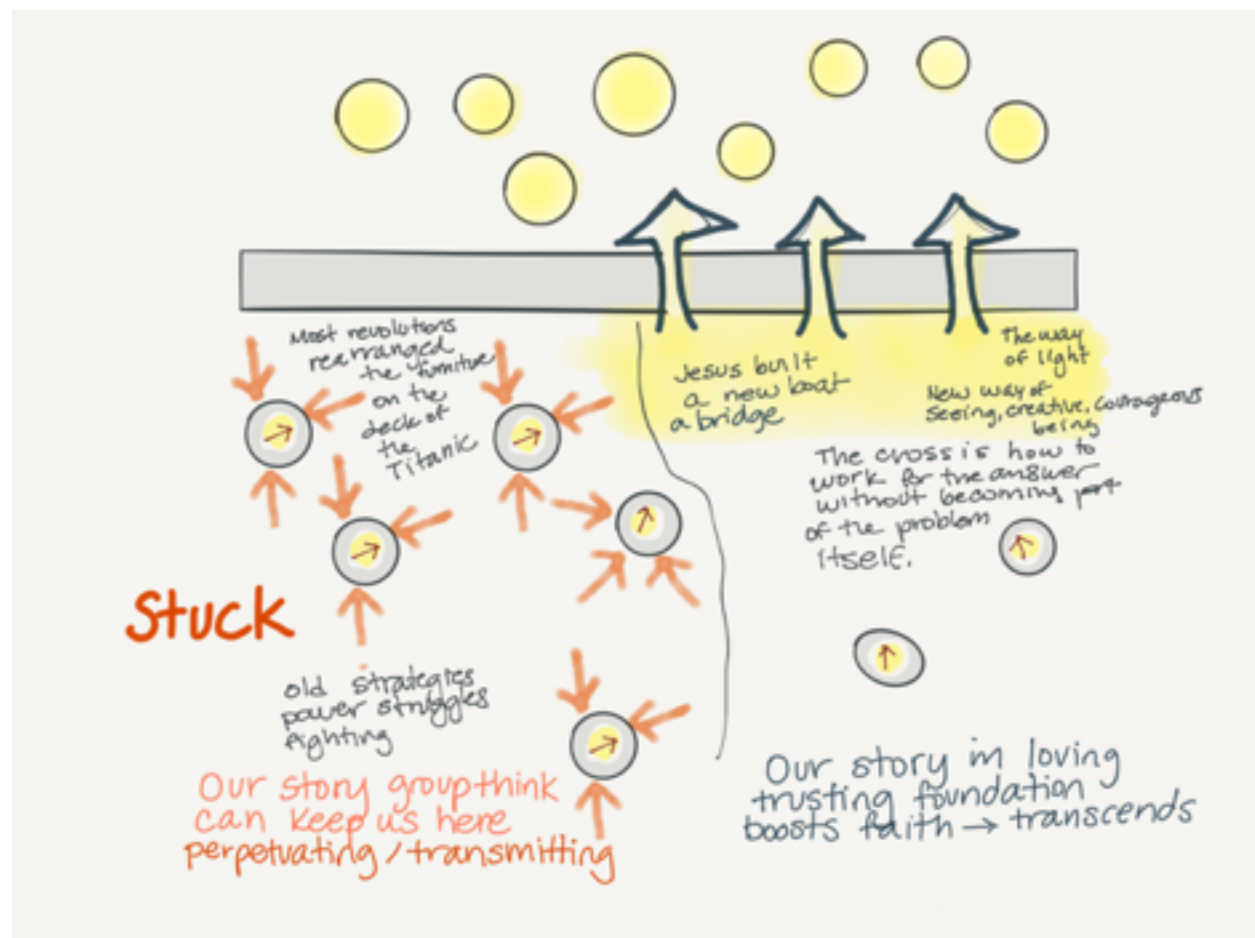 Most revolutions
rearranged
the furniture
on the
deck of
the
Titanic
Jesus built
a new boat
a bridge
The way
of light
New way of
Seeing, creative, Courageous
being
The cross is how to
work for the answer
without becoming part
of the problem
itself.
Stuck
old strategies
power struggles
fighting
Our story groupthink
can keep us here
perpetuating/transmitting
Our story in loving
trusting foundation
boosts faith → transcends